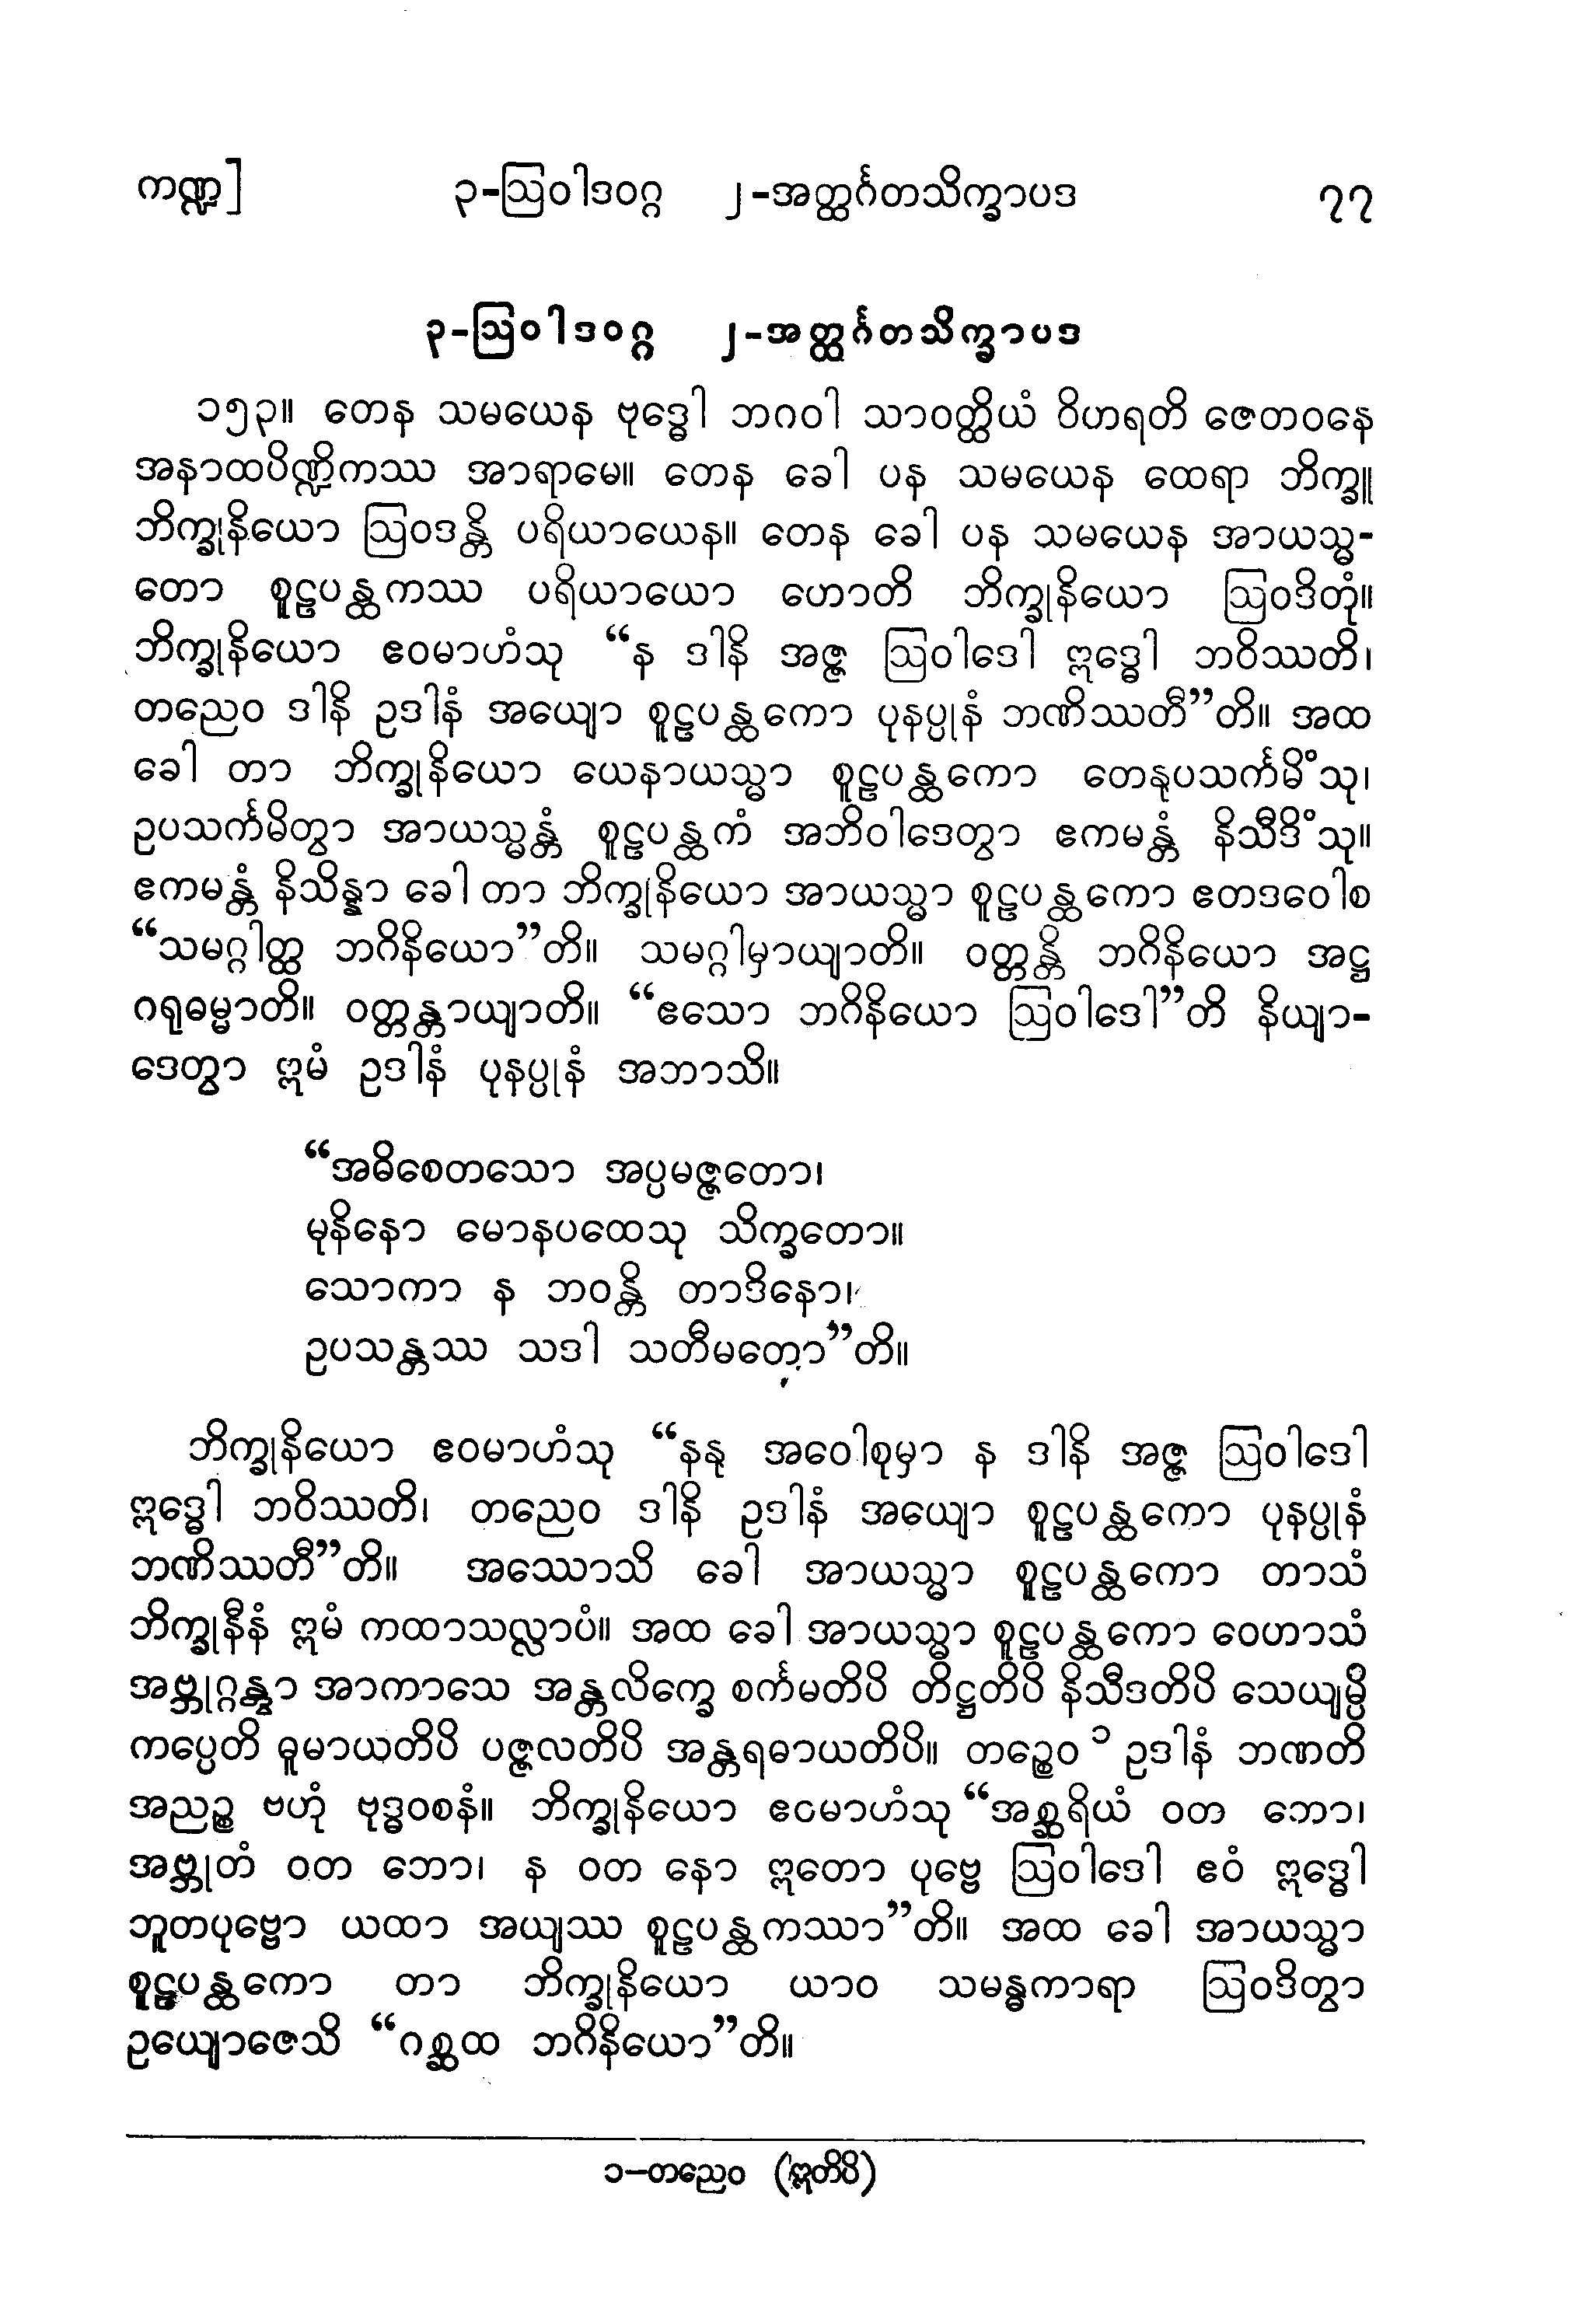 ကဏ္ဍ] ၃-ဩဝါဒဝဂ္ဂ ၂-အတ္ထင်္ဂတသိက္ခာပဒ ၇၇
၃-ဩဝါဒဝဂ္ဂ ၂-အတ္ထင်္ဂတသိက္ခာပဒ
၁၅၃။ တေန သမယေန ဗုဒ္ဓေါ ဘဂဝါ သာဝတ္ထိယံ ဝိဟရတိ ဇေတဝနေ
အနာထပိဏ္ဍိကဿ အာရာမေ။ တေန ခေါ ပန သမယေန ထေရာ ဘိက္ခူ
ဘိက္ခုနိယော ဩဝဒန္တိ ပရိယာယေန။ တေန ခေါ ပန သမယေန အာယသ္မ-
တော စူဠပန္ထကဿ ပရိယာယော ဟောတိ ဘိက္ခုနိယော ဩဝဒိတုံ။
ဘိက္ခုနိယော ဧဝမာဟံသု “န ဒါနိ အဇ္ဇ ဩဝါဒေါ ဣဒ္ဓေါ ဘဝိဿတိ၊
တညေဝ ဒါနိ ဥဒါနံ အယျော စူဠပန္ထကော ပုနပ္ပုနံ ဘဏိဿတီ”တိ။ အထ
ခေါ တာ ဘိက္ခုနိယော ယေနာယသ္မာ စူဠပန္ထကော တေနုပသင်္ကမိံသု၊
ဥပသင်္ကမိတွာ အာယသ္မန္တံ စူဠပန္ထကံ အဘိဝါဒေတွာ ဧကမန္တံ နိသီဒိံသု။
ဧကမန္တံ နိသိန္နာ ခေါ တာ ဘိက္ခုနိယော အာယသ္မာ စူဠပန္ထကော ဧတဒဝေါစ
“သမဂ္ဂါတ္ထ ဘဂိနိယော”တိ။ သမဂ္ဂါမှာယျာတိ။ ဝတ္တန္တိ ဘဂိနိယော အဋ္ဌ
ဂရုဓမ္မာတိ။ ဝတ္တန္တာယျာတိ။ “ဧသော ဘဂိနိယော ဩဝါဒေါ”တိ နိယျာ-
ဒေတွာ ဣမံ ဥဒါနံ ပုနပ္ပုနံ အဘာသိ။
“အဓိစေတသော အပ္ပမဇ္ဇတော၊
မုနိနော မောနပထေသု သိက္ခတော။
သောကာ န ဘဝန္တိ တာဒိနော၊
ဥပသန္တဿ သဒါ သတီမတော”တိ။
ဘိက္ခုနိယော ဧဝမာဟံသု “နနု အဝေါစုမှာ န ဒါနိ အဇ္ဇ ဩဝါဒေါ
ဣဒ္ဓေါ ဘဝိဿတိ၊ တညေဝ ဒါနိ ဥဒါနံ အယျော စူဠပန္ထကော ပုနပ္ပုနံ
ဘဏိဿတီ”တိ။ အဿောသိ ခေါ အာယသ္မာ စူဠပန္ထကော တာသံ
ဘိက္ခုနီနံ ဣမံ ကထာသလ္လာပံ။ အထ ခေါ အာယသ္မာ စူဠပန္ထကော ဝေဟာသံ
အဗ္ဘုဂ္ဂန္တွာ အာကာသေ အန္တလိက္ခေ စင်္ကမတိပိ တိဋ္ဌတိပိ နိသီဒတိပိ သေယျမ္ပိ
ကပ္ပေတိ ဓူမာယတိပိ ပဇ္ဇလတိပိ အန္တရဓာယတိပိ။ တဉ္စေဝ ၁ ဥဒါနံ ဘဏတိ
အညဉ္စ ဗဟုံ ဗုဒ္ဓဝစနံ။ ဘိက္ခုနိယော ဧဝမာဟံသု “အစ္ဆရိယံ ဝတ ဘော၊
အဗ္ဘုတံ ဝတ ဘော၊ န ဝတ နော ဣတော ပုဗ္ဗေ ဩဝါဒေါ ဧဝံ ဣဒ္ဓေါ
ဘူတပုဗ္ဗော ယထာ အယျဿ စူဠပန္ထကဿာ”တိ။ အထ ခေါ အာယသ္မာ
စူဠပန္ထကော တာ ဘိက္ခုနိယော ယာဝ သမန္ဓကာရာ ဩဝဒိတွာ
ဥယျောဇေသိ “ဂစ္ဆထ ဘဂိနိယော”တိ။
၁−တညေဝ (ဣတိပိ)